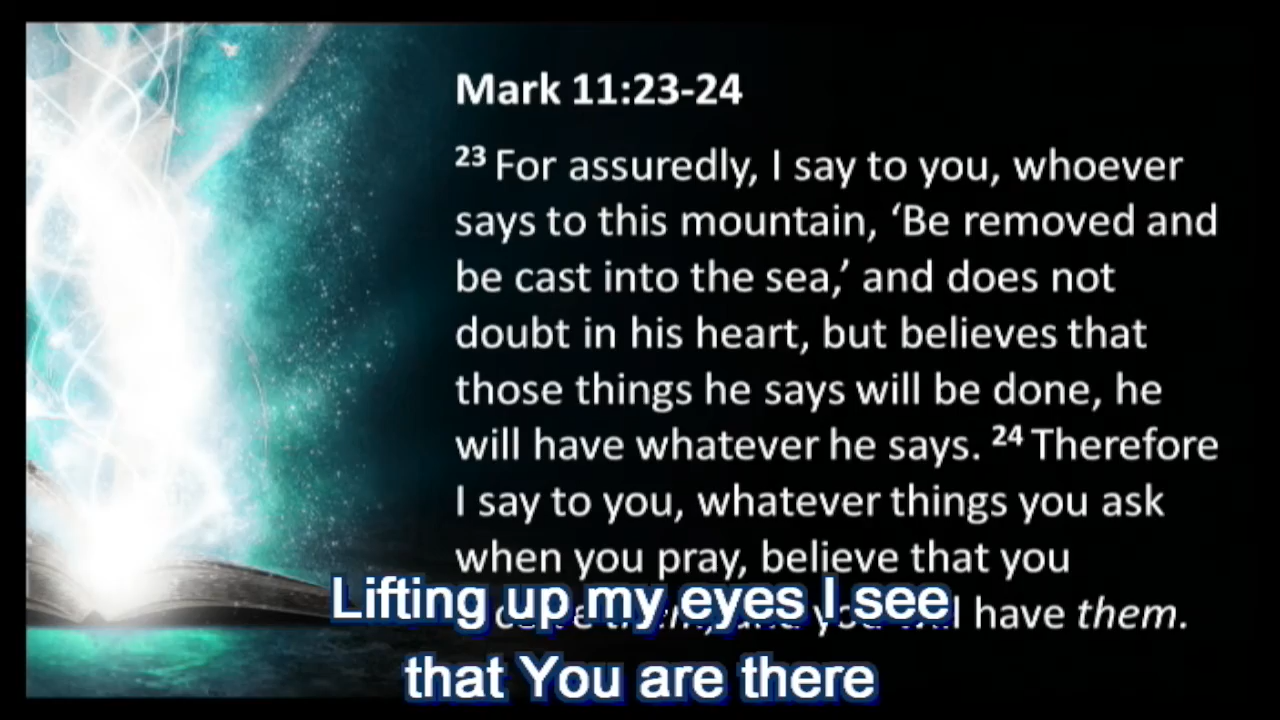 Mark 11:23-24
23 For assuredly, I say to you, whoever
says to this mountain, ‘Be removed and
be cast into the sea,’ and does not
doubt in his heart, but believes that
those things he says will be done, he
will have whatever he says. 24 Therefore
I say to you, whatever things you ask
when you pray, believe that you
have them.
Lifting up my eyes I see
that You are there